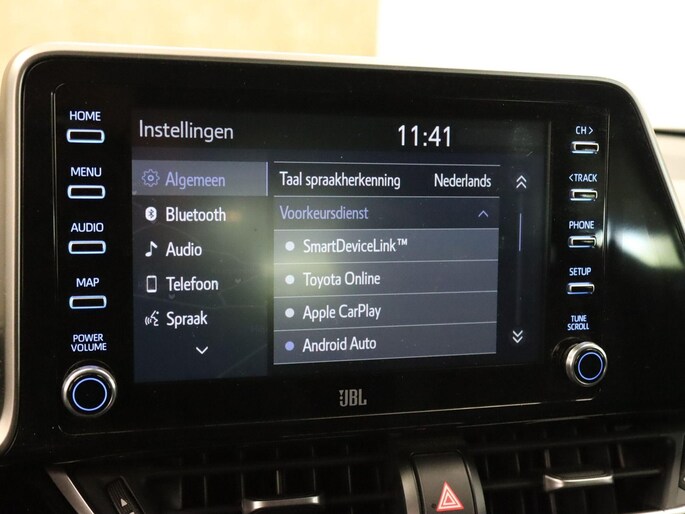 HOME
MENU
AUDIO
MAP
POWER
VOLUME
Instellingen 11:41
Algemeen
Bluetooth
Audio
Telefoon
Spraak
Taal spraakherkenning Nederlands
Voorkeursdienst
SmartDeviceLink™
Toyota Online
Apple CarPlay
Android Auto
CH >
< TRACK
PHONE
SETUP
TUNE
SCROLL
JBL